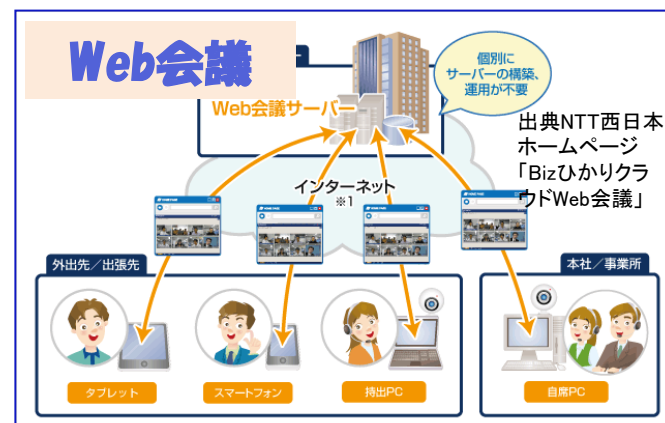 Web会議
ー
個別に
サーバーの構築、
運用が不要
Web会議サーバー
出典NTT西日本
ホームページ
「Bizひかりクラ
ウドWeb会議」
インターネット
※1
外出先／出張先
本社／事業所
タブレット
スマートフォン
持出PC
自席PC